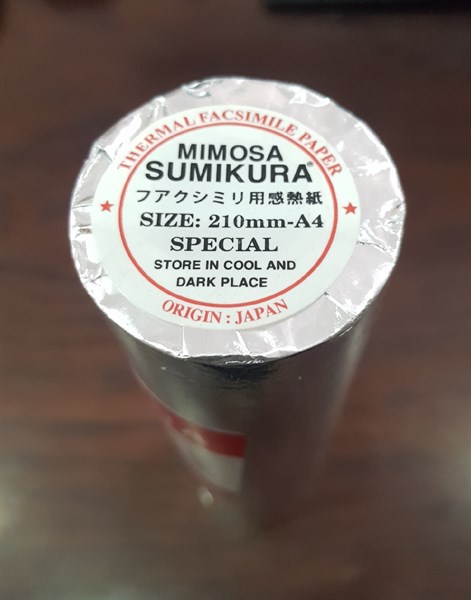 THERMAL FACSIMILE PAPER
MIMOSA
SUMIKURA®
フアクシミリ用感熱紙
SIZE: 210mm-A4
SPECIAL
STORE IN COOL AND
DARK PLACE
ORIGIN : JAPAN